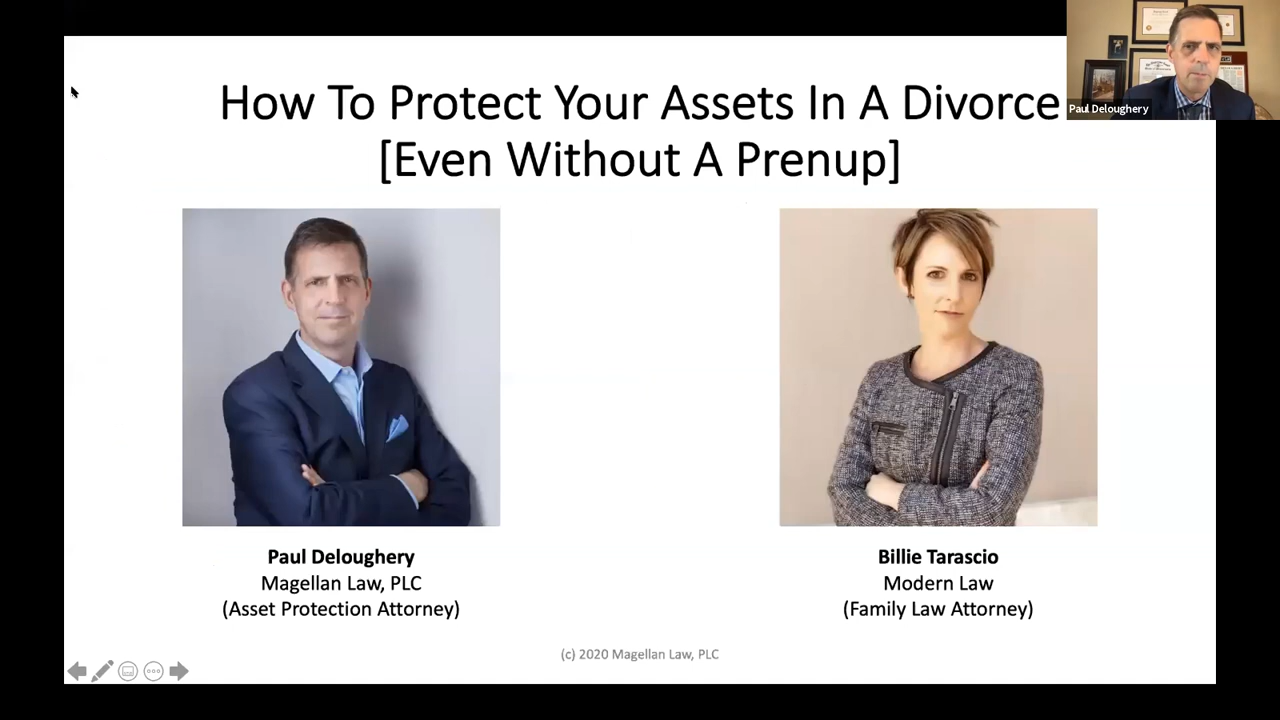 How To Protect Your Assets In A Divorce
[Even Without A Prenup]
Paul Deloughery
Paul Deloughery
Magellan Law, PLC
(Asset Protection Attorney)
Billie Tarascio
Modern Law
(Family Law Attorney)
(c) 2020 Magellan Law, PLC